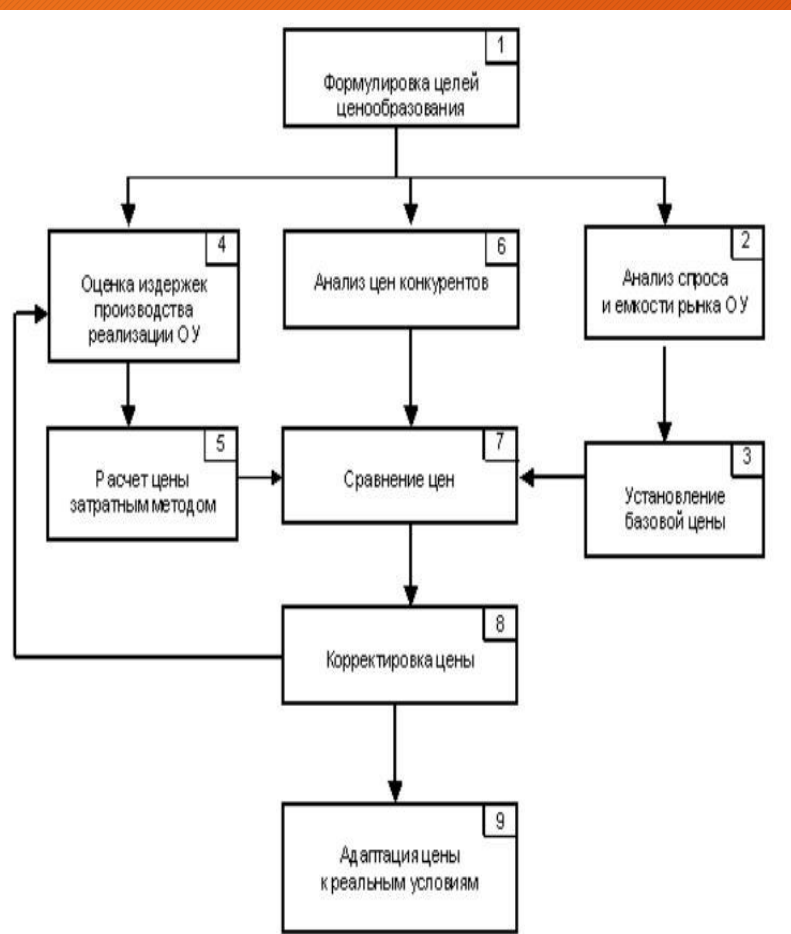 1
Формулировка целей
ценообразования
4
Оценка издержек
производства
реализации ОУ
6
Анализ цен конкурентов
2
Анализ спроса
и емкости рынка ОУ
5
Расчет цены
затратным методом
7
Сравнение цен
3
Установление
базовой цены
8
Корректировка цены
9
Адаптация цены
к реальным условиям